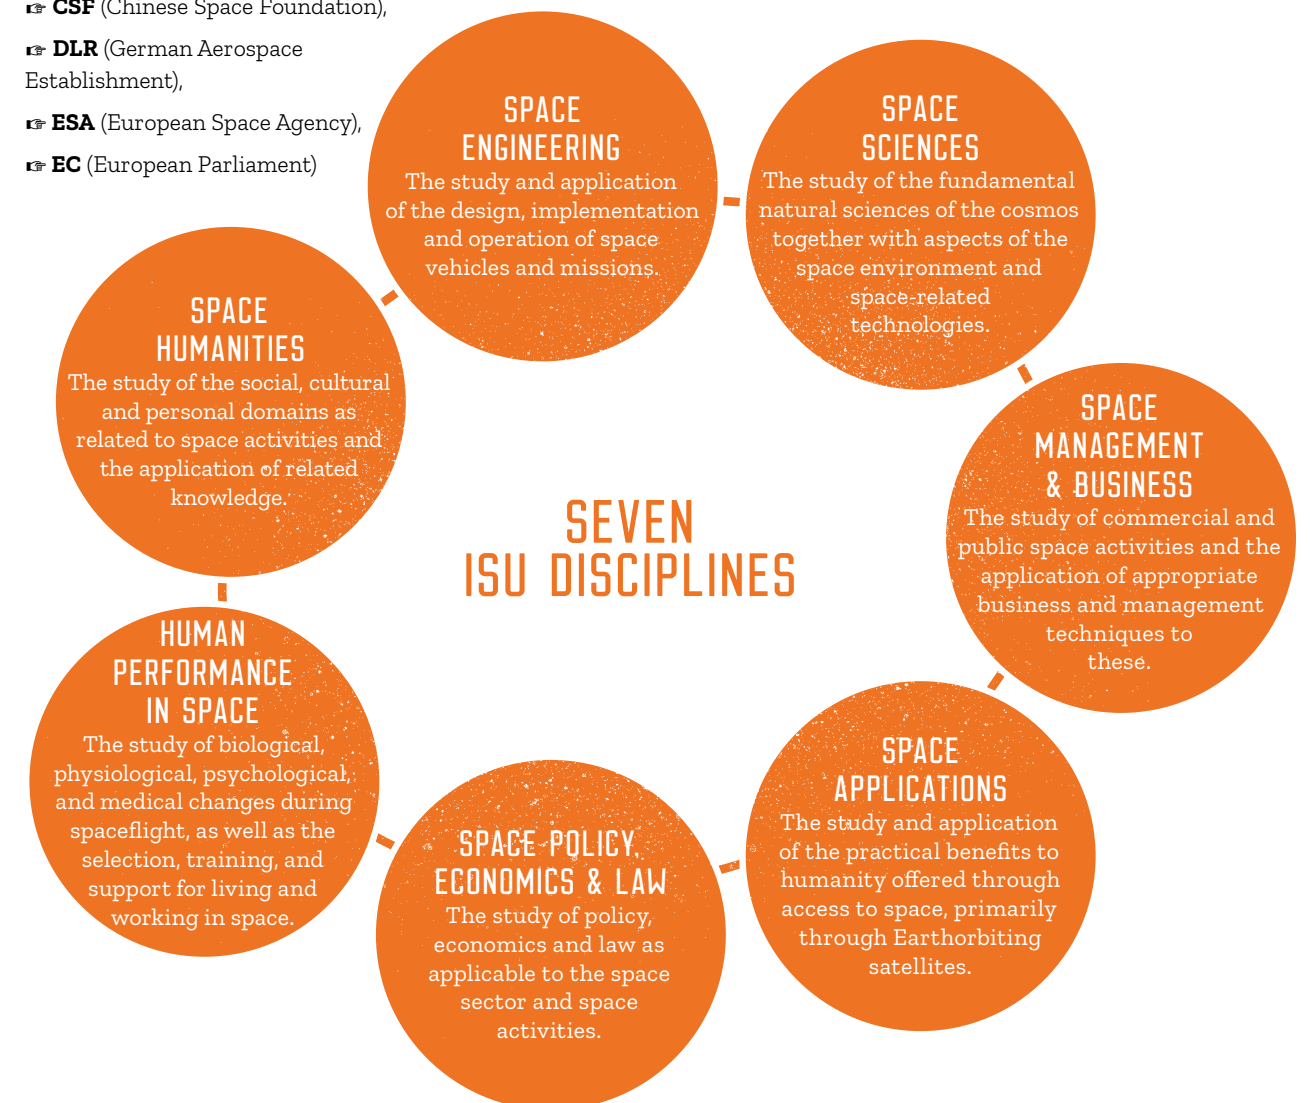 ☞ CSF (Chinese Space Foundation),
☞ DLR (German Aerospace
Establishment),
☞ ESA (European Space Agency),
☞ EC (European Parliament)
SPACE
ENGINEERING
The study and application
of the design, implementation
and operation of space
vehicles and missions.
SPACE
SCIENCES
The study of the fundamental
natural sciences of the cosmos
together with aspects of the
space environment and
space-related
technologies.
SPACE
HUMANITIES
The study of the social, cultural
and personal domains as
related to space activities and
the application of related
knowledge.
SPACE
MANAGEMENT
& BUSINESS
The study of commercial and
public space activities and the
application of appropriate
business and management
techniques to
these.
SEVEN
ISU DISCIPLINES
HUMAN
PERFORMANCE
IN SPACE
The study of biological,
physiological, psychological,
and medical changes during
spaceflight, as well as the
selection, training, and
support for living and
working in space.
SPACE
APPLICATIONS
The study and application
of the practical benefits to
humanity offered through
access to space, primarily
through Earthorbiting
satellites.
SPACE POLICY,
ECONOMICS & LAW
The study of policy,
economics and law as
applicable to the space
sector and space
activities.